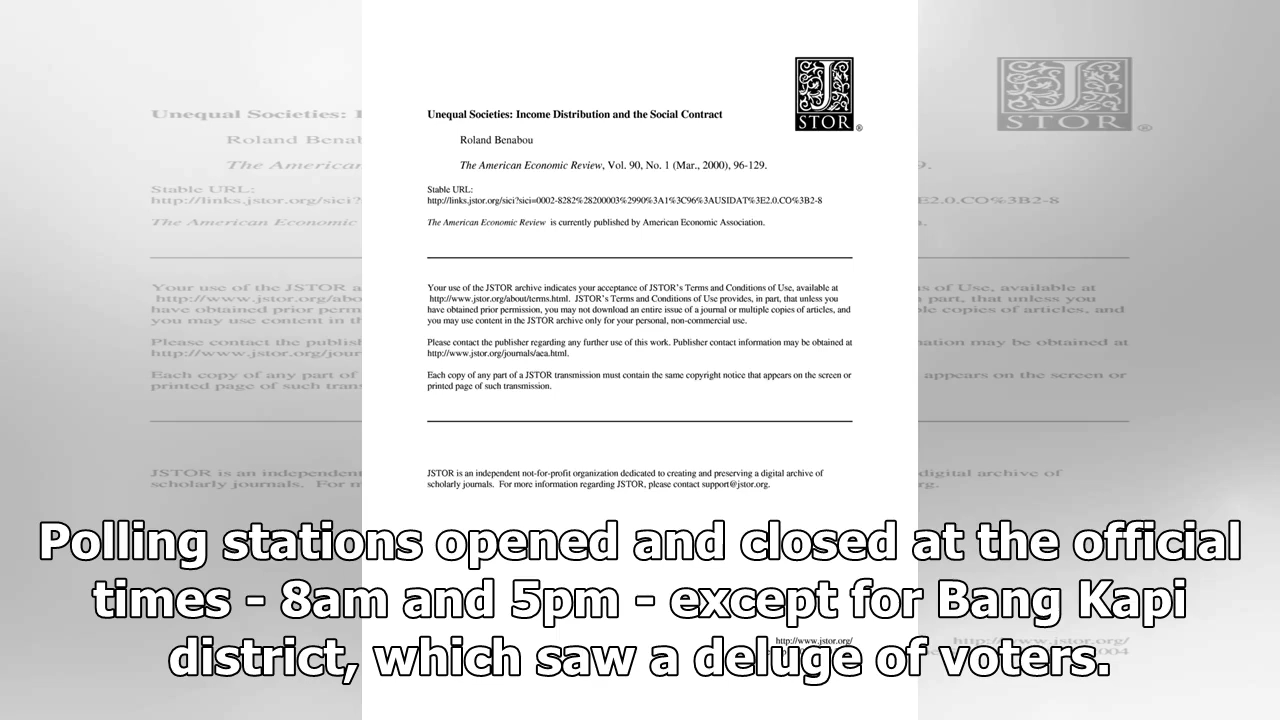 J
STOR®
Unequal Societies: Income Distribution and the Social Contract
Roland Benabou
The American Economic Review, Vol. 90, No. 1 (Mar., 2000), 96-129.
Stable URL:
http://links.jstor.org/sici?sici=0002-8282%28200003%2990%3A1%3C96%3AUSIDAT%3E2.0.CO%3B2-8
The American Economic Review is currently published by American Economic Association.
Your use of the JSTOR archive indicates your acceptance of JSTOR's Terms and Conditions of Use, available at
http://www.jstor.org/about/terms.html. JSTOR's Terms and Conditions of Use provides, in part, that unless you
have obtained prior permission, you may not download an entire issue of a journal or multiple copies of articles, and
you may use content in the JSTOR archive only for your personal, non-commercial use.
Please contact the publisher regarding any further use of this work. Publisher contact information may be obtained at
http://www.jstor.org/journals/aea.html.
Each copy of any part of a JSTOR transmission must contain the same copyright notice that appears on the screen or
printed page of such transmission.
JSTOR is an independent not-for-profit organization dedicated to creating and preserving a digital archive of
scholarly journals. For more information regarding JSTOR, please contact support@jstor.org.
http://www.jstor.org/
Polling stations opened and closed at the official
times - 8am and 5pm - except for Bang Kapi
district, which saw a deluge of voters.